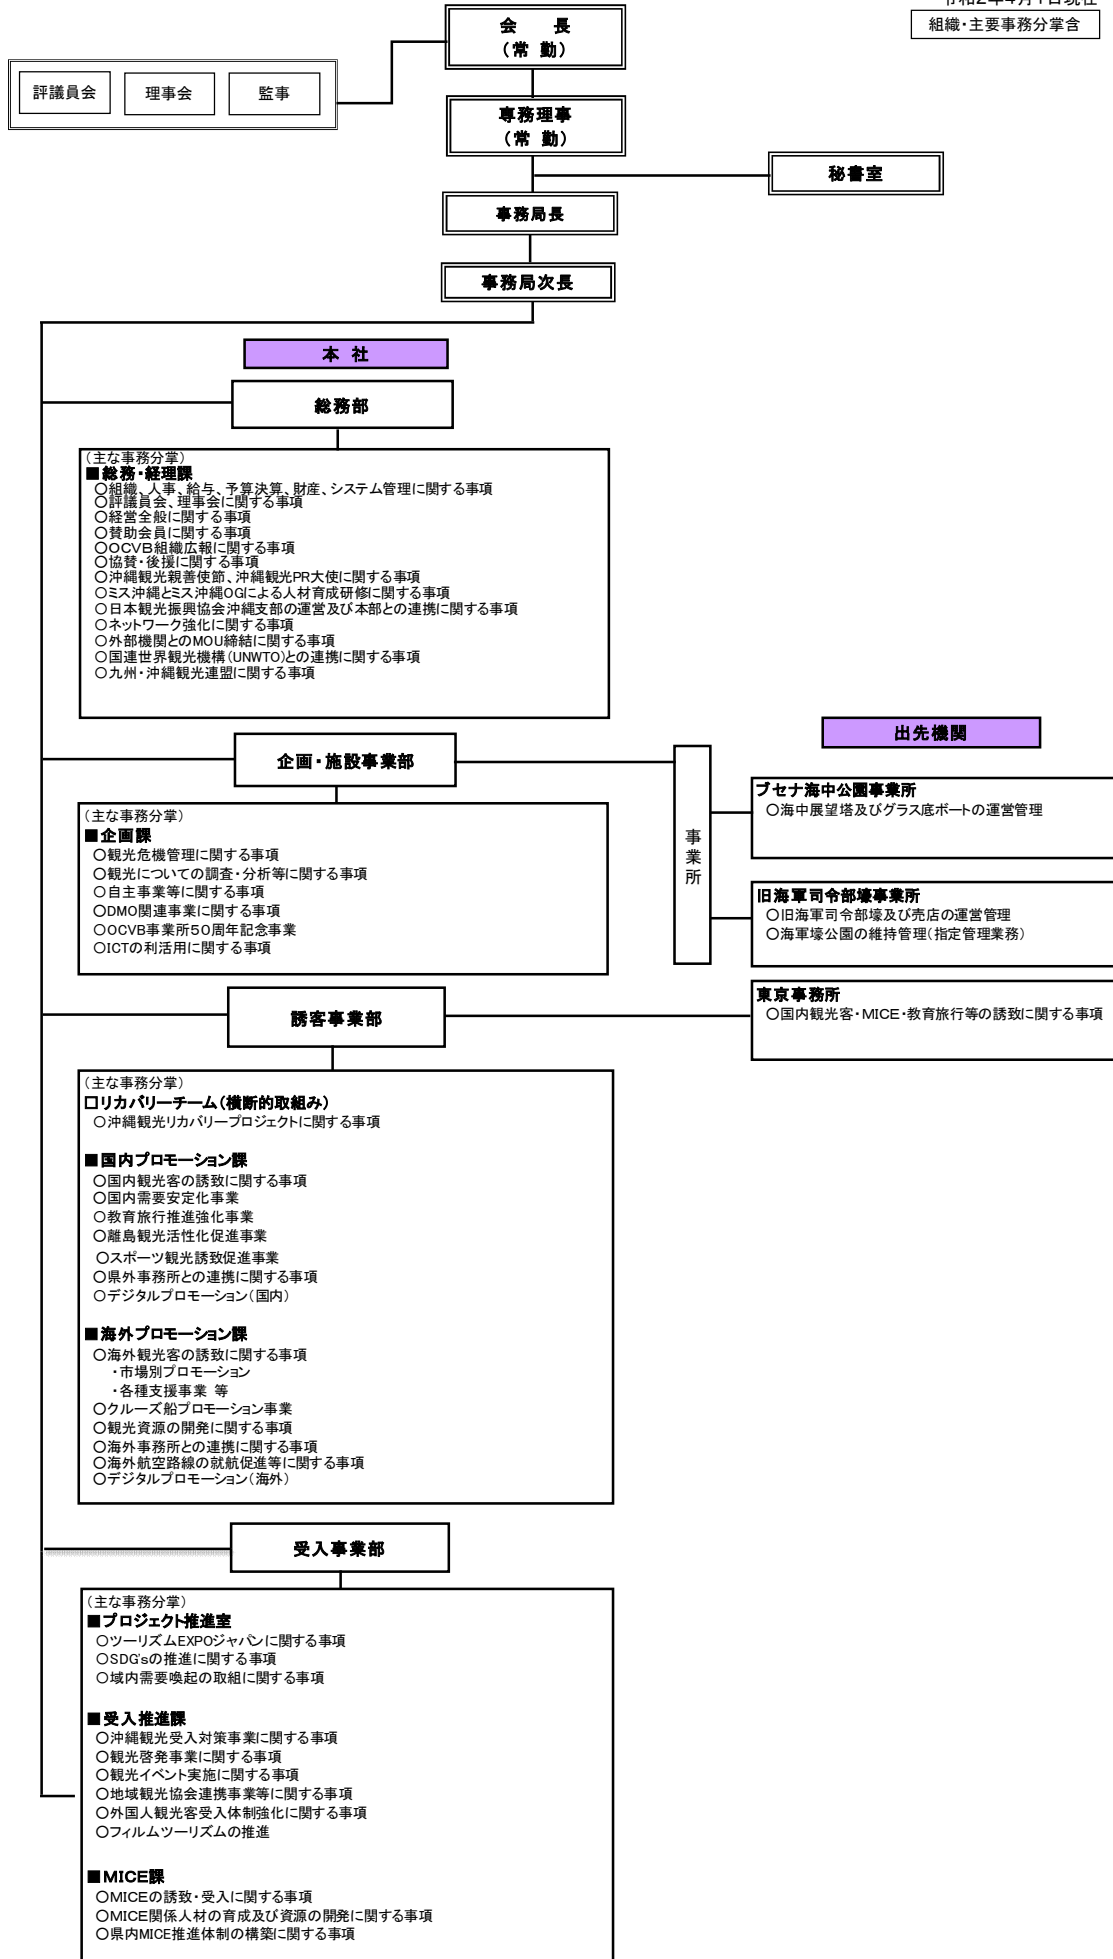 令和2年4月1日現在
組織・主要事務分掌含
会　長
（常 勤）
評議員会
理事会
監事
専務理事
（常 勤）
秘書室
事務局長
事務局次長
本 社
総務部
（主な事務分掌）
■総務・経理課
○組織、人事、給与、予算決算、財産、システム管理に関する事項
○評議員会、理事会に関する事項
○経営全般に関する事項
○賛助会員に関する事項
○OCVB組織広報に関する事項
○協賛・後援に関する事項
○沖縄観光親善使節、沖縄観光PR大使に関する事項
○ミス沖縄とミス沖縄OGによる人材育成研修に関する事項
○日本観光振興協会沖縄支部の運営及び本部との連携に関する事項
○ネットワーク強化に関する事項
○外部機関とのMOU締結に関する事項
○国連世界観光機構（UNWTO）との連携に関する事項
○九州・沖縄観光連盟に関する事項
企画・施設事業部
（主な事務分掌）
■企画課
○観光危機管理に関する事項
○観光についての調査・分析等に関する事項
○自主事業等に関する事項
○DMO関連事業に関する事項
○OCVB事業所50周年記念事業
○ICTの利活用に関する事項
事業所
出先機関
ブセナ海中公園事業所
○海中展望塔及びグラス底ボートの運営管理
旧海軍司令部壕事業所
○旧海軍司令部壕及び売店の運営管理
○海軍壕公園の維持管理（指定管理業務）
東京事務所
○国内観光客・MICE・教育旅行等の誘致に関する事項
誘客事業部
（主な事務分掌）
□リカバリーチーム（横断的取組み）
○沖縄観光リカバリープロジェクトに関する事項
■国内プロモーション課
○国内観光客の誘致に関する事項
○国内需要安定化事業
○教育旅行推進強化事業
○離島観光活性化促進事業
○スポーツ観光誘致促進事業
○県外事務所との連携に関する事項
○デジタルプロモーション（国内）
■海外プロモーション課
○海外観光客の誘致に関する事項
・市場別プロモーション
・各種支援事業 等
○クルーズ船プロモーション事業
○観光資源の開発に関する事項
○海外事務所との連携に関する事項
○海外航空路線の就航促進等に関する事項
○デジタルプロモーション（海外）
受入事業部
（主な事務分掌）
■プロジェクト推進室
○ツーリズムEXPOジャパンに関する事項
○SDG'sの推進に関する事項
○域内需要喚起の取組に関する事項
■受入推進課
○沖縄観光受入対策事業に関する事項
○観光啓発事業に関する事項
○観光イベント実施に関する事項
○地域観光協会連携事業等に関する事項
○外国人観光客受入体制強化に関する事項
○フィルムツーリズムの推進
■MICE課
○MICEの誘致・受入に関する事項
○MICE関係人材の育成及び資源の開発に関する事項
○県内MICE推進体制の構築に関する事項